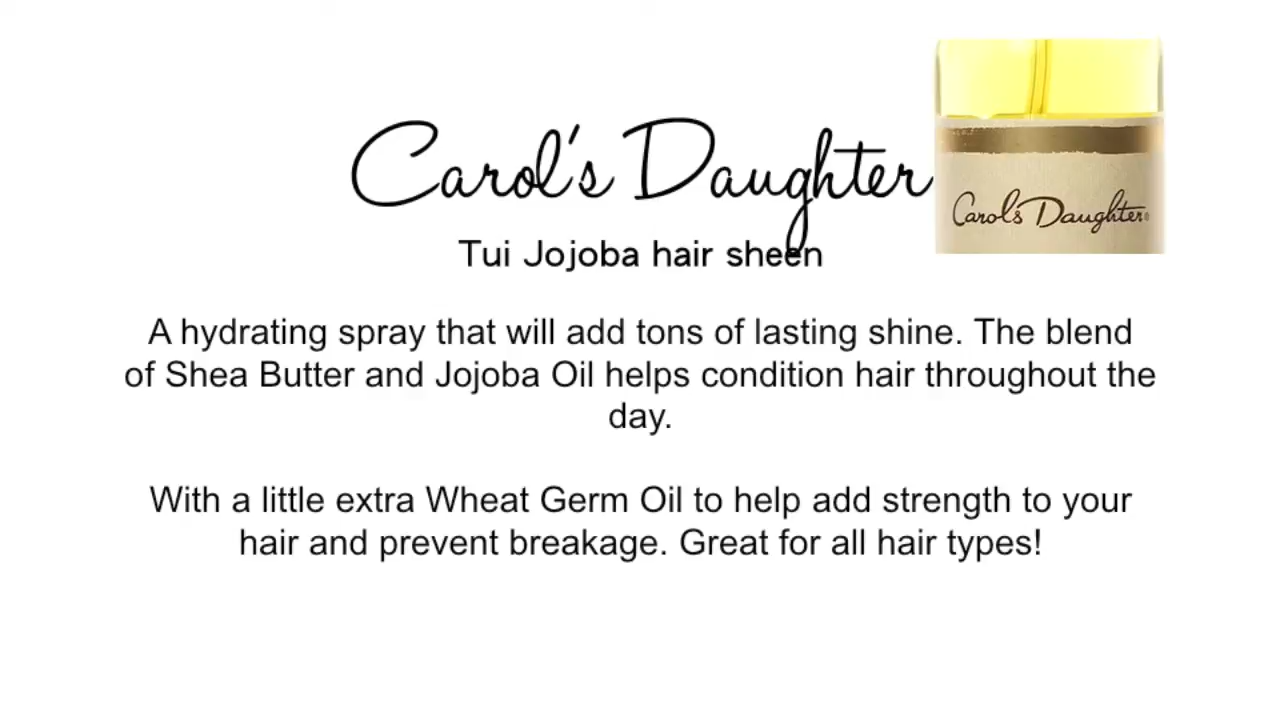 Carol's Daughter
Carol's Daughter
Tui Jojoba hair sheen
A hydrating spray that will add tons of lasting shine. The blend
of Shea Butter and Jojoba Oil helps condition hair throughout the
day.
With a little extra Wheat Germ Oil to help add strength to your
hair and prevent breakage. Great for all hair types!